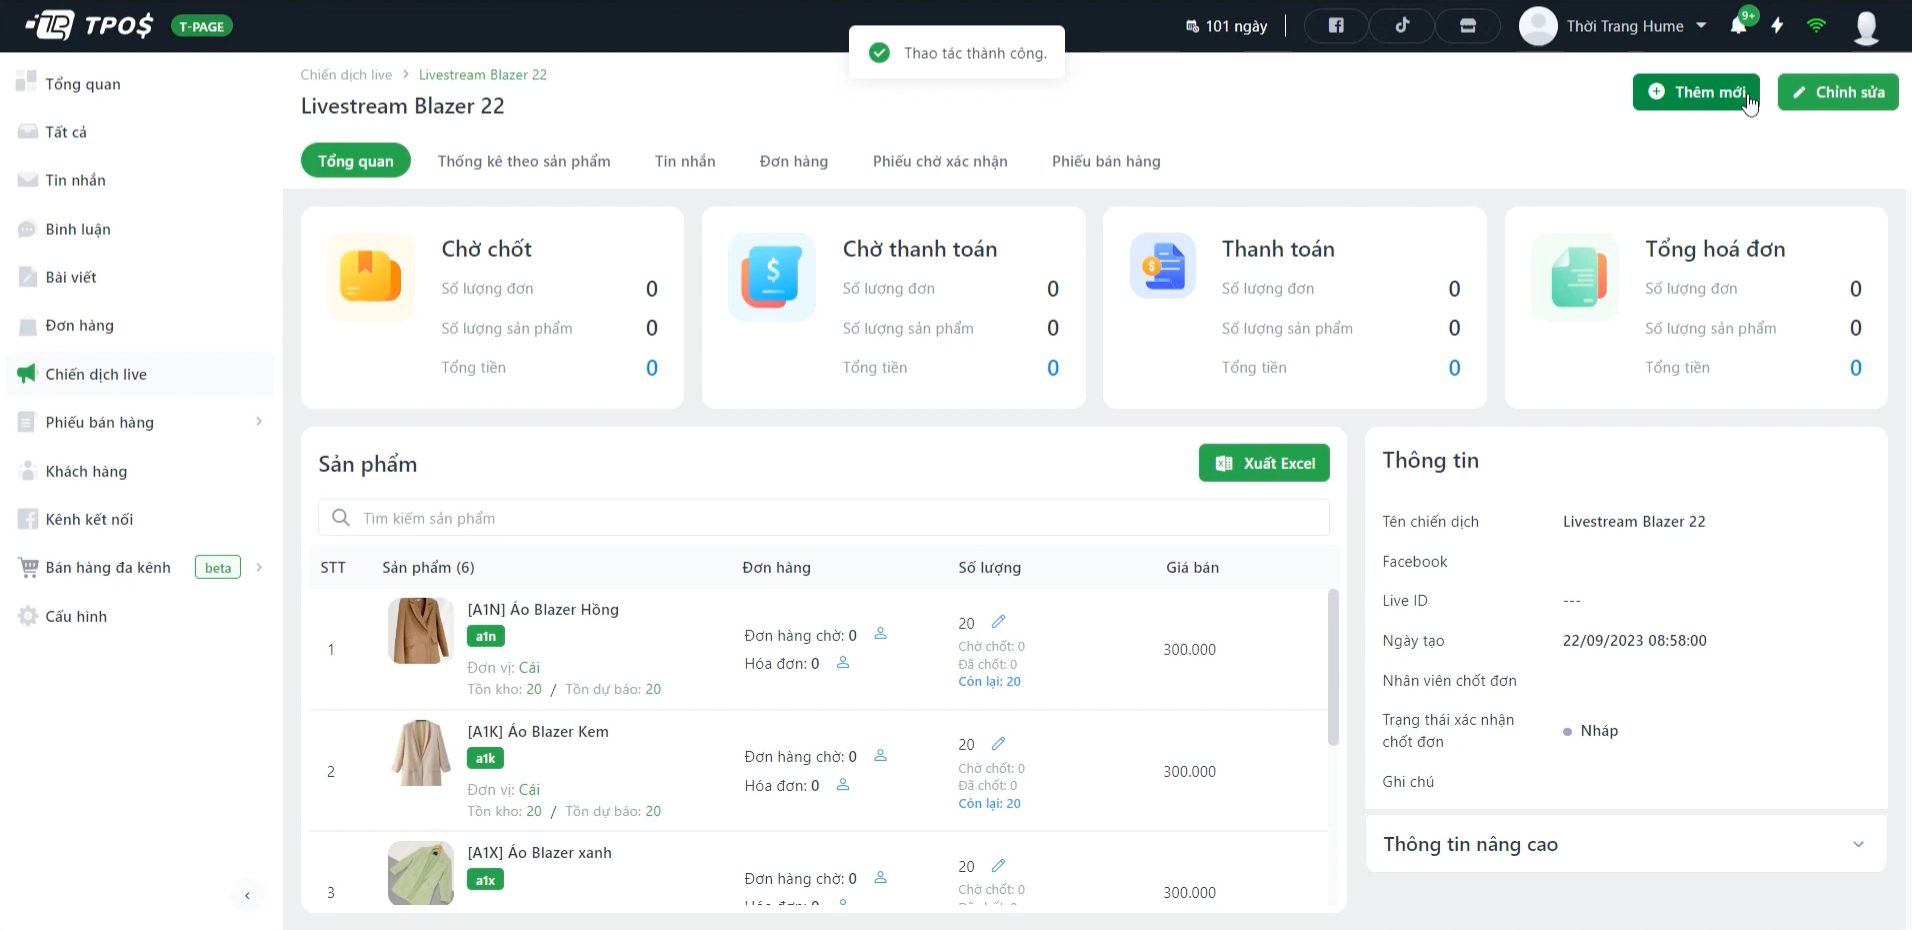 TPO$ T-PAGE
101 ngày
Thời Trang Hume
9+
Thao tác thành công.
Tổng quan
Tất cả
Tin nhắn
Bình luận
Bài viết
Đơn hàng
Chiến dịch live
Phiếu bán hàng
Khách hàng
Kênh kết nối
Bán hàng đa kênh beta
Cấu hình
Chiến dịch live > Livestream Blazer 22
Livestream Blazer 22
Thêm mới
Chỉnh sửa
Tổng quan Thống kê theo sản phẩm Tin nhắn Đơn hàng Phiếu chờ xác nhận Phiếu bán hàng
Chờ chốt
Số lượng đơn 0
Số lượng sản phẩm 0
Tổng tiền 0
Chờ thanh toán
Số lượng đơn 0
Số lượng sản phẩm 0
Tổng tiền 0
Thanh toán
Số lượng đơn 0
Số lượng sản phẩm 0
Tổng tiền 0
Tổng hoá đơn
Số lượng đơn 0
Số lượng sản phẩm 0
Tổng tiền 0
Sản phẩm
Xuất Excel
Tìm kiếm sản phẩm
STT Sản phẩm (6) Đơn hàng Số lượng Giá bán
1
[A1N] Áo Blazer Hồng
a1n
Đơn vị: Cái
Tồn kho: 20 / Tồn dự báo: 20
Đơn hàng chờ: 0
Hóa đơn: 0
20
Chờ chốt: 0
Đã chốt: 0
Còn lại: 20
300.000
2
[A1K] Áo Blazer Kem
a1k
Đơn vị: Cái
Tồn kho: 20 / Tồn dự báo: 20
Đơn hàng chờ: 0
Hóa đơn: 0
20
Chờ chốt: 0
Đã chốt: 0
Còn lại: 20
300.000
3
[A1X] Áo Blazer xanh
a1x
Đơn hàng chờ: 0
Hóa đơn: 0
20
Chờ chốt: 0
Đã chốt: 0
300.000
Thông tin
Tên chiến dịch Livestream Blazer 22
Facebook
Live ID ---
Ngày tạo 22/09/2023 08:58:00
Nhân viên chốt đơn
Trạng thái xác nhận
chốt đơn
Nháp
Ghi chú
Thông tin nâng cao